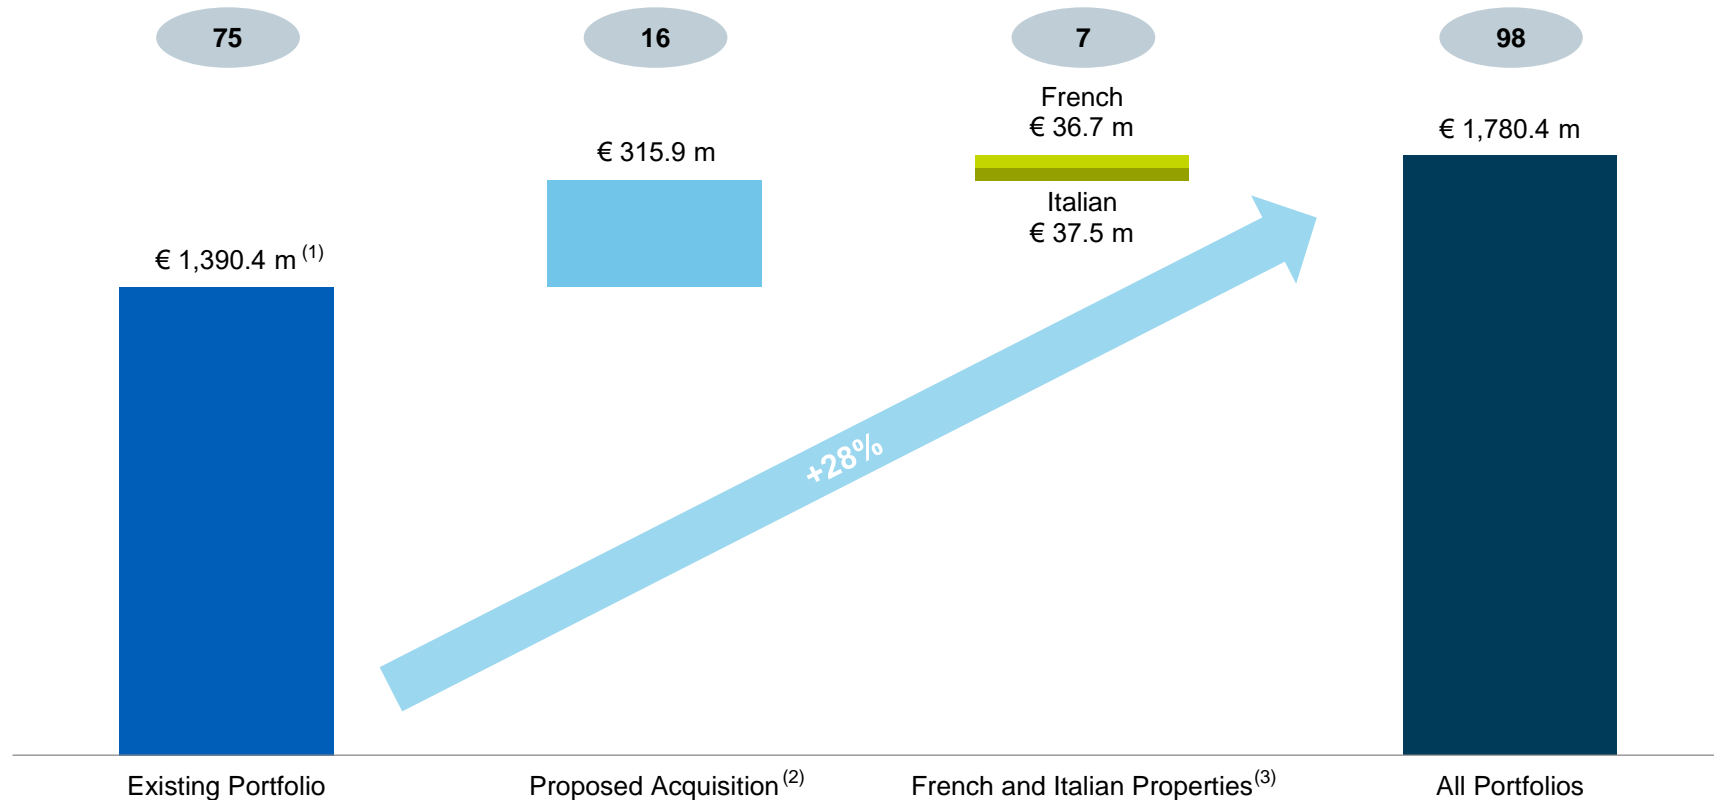 75
16
7
98
French
€ 36.7 m
€ 1,780.4 m
€ 315.9 m
Italian
€ 37.5 m
€ 1,390.4 m (1)
+28%
Existing Portfolio
Proposed Acquisition (2)
French and Italian Properties(3)
All Portfolios